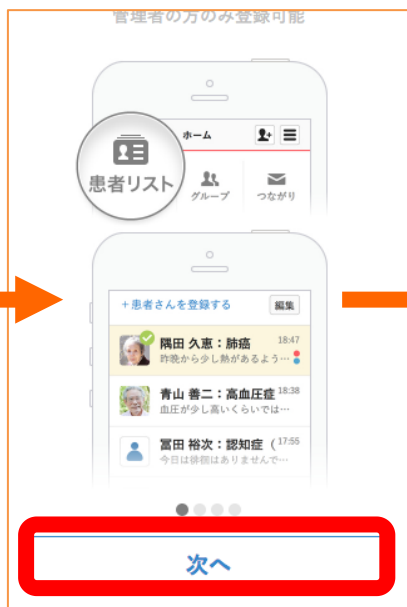 管理者の方のみ登録可能
ホーム
患者リスト
グループ
つながり
+患者さんを登録する
編集
隅田 久恵：肺癌
18:47
昨晩から少し熱があるよう…
青山 善二：高血圧症
18:38
血圧が少し高いくらいでは…
冨田 裕次：認知症（
17:55
今日は徘徊はありませんで…
次へ